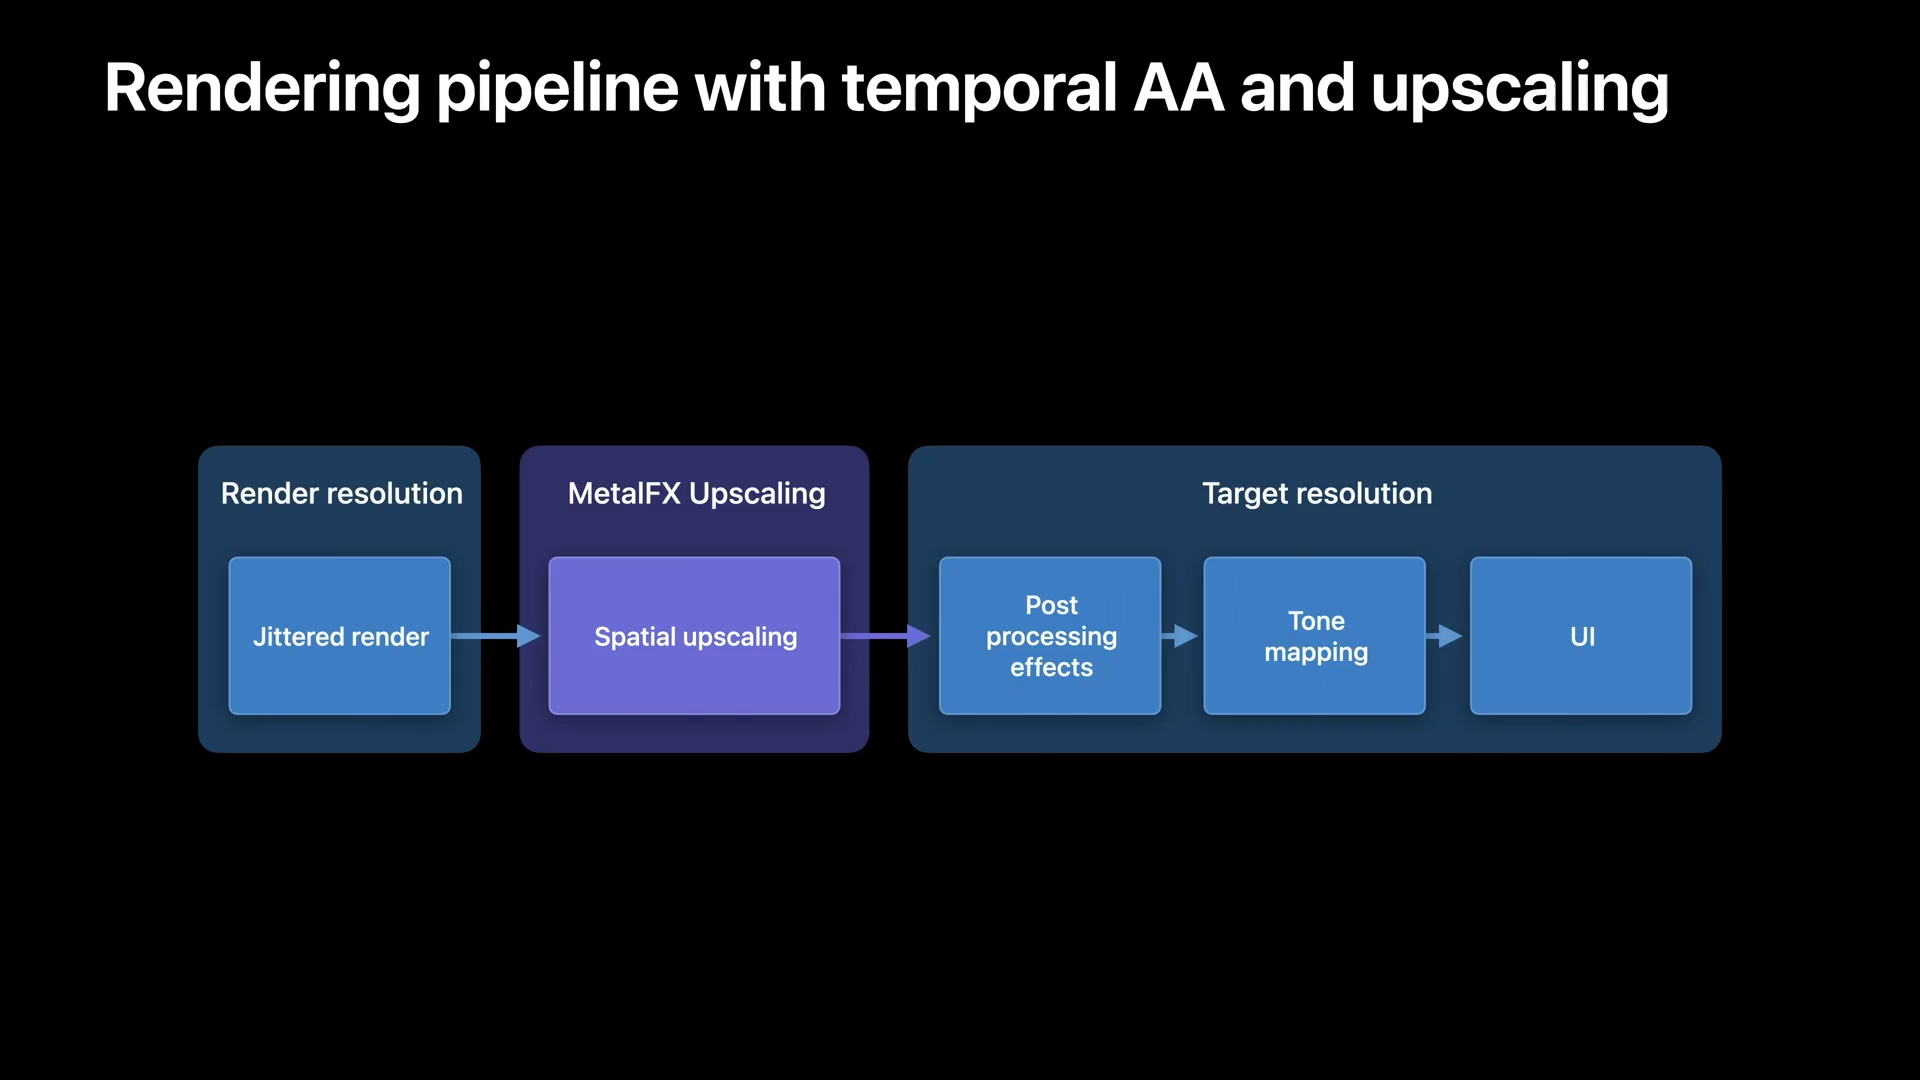 Rendering pipeline with temporal AA and upscaling
Render resolution
Jittered render
MetalFX Upscaling
Spatial upscaling
Target resolution
Post
processing
effects
Tone
mapping
UI